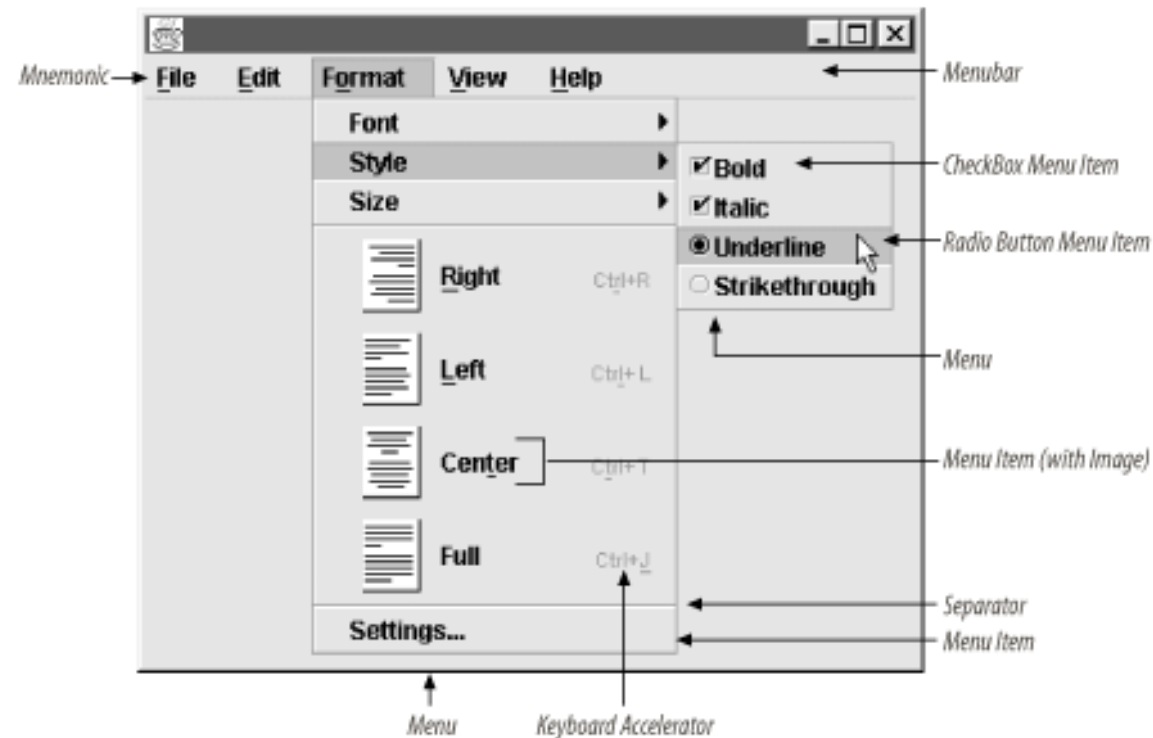 Mnemonic File Edit Format View Help Menubar
Font
Style Bold CheckBox Menu Item
Size Italic
Underline Radio Button Menu Item
Right Ctrl+R Strikethrough
Menu
Left Ctrl+L
Center Ctrl+T Menu Item (with Image)
Full Ctrl+J
Separator
Settings... Menu Item
Menu Keyboard Accelerator